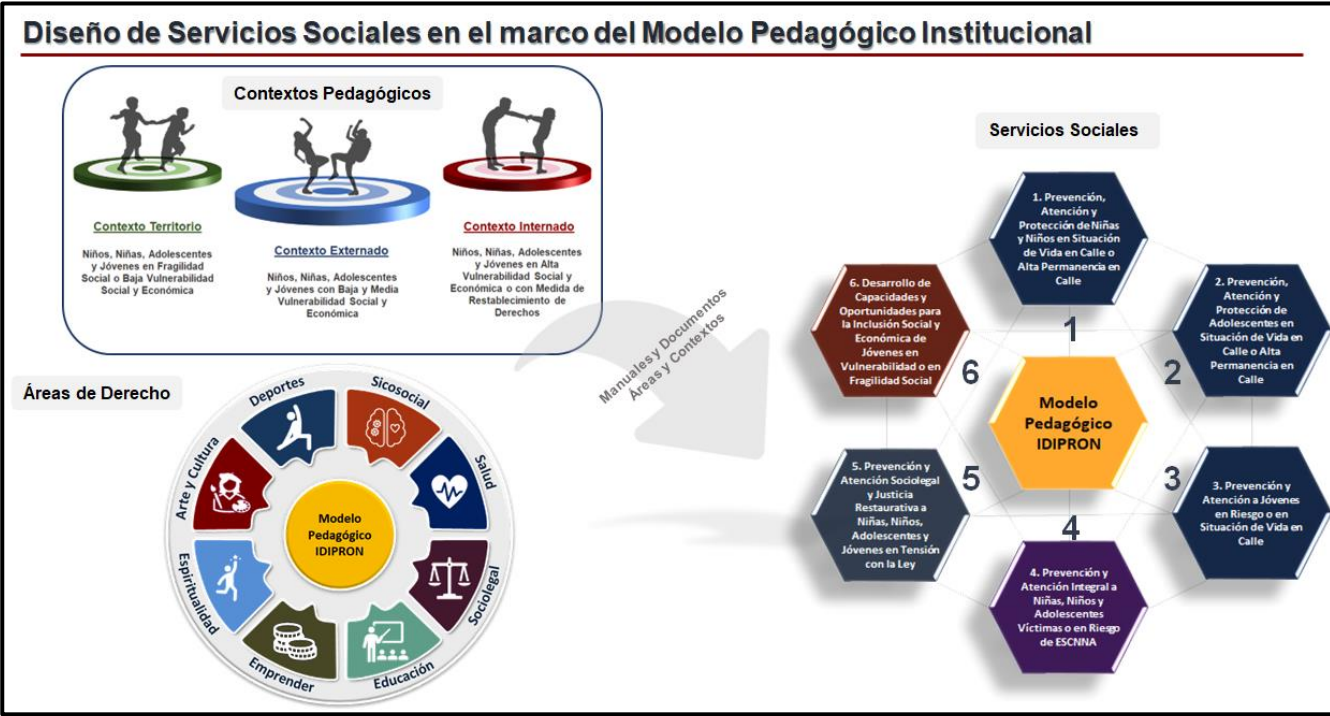 Diseño de Servicios Sociales en el marco del Modelo Pedagógico Institucional
Contextos Pedagógicos
Contexto Territorio
Niños, Niñas, Adolescentes
y Jóvenes en Fragilidad
Social o Baja Vulnerabilidad
Social y Económica
Contexto Externado
Niños, Niñas, Adolescentes
y Jóvenes con Baja y Media
Vulnerabilidad Social y
Económica
Contexto Internado
Niños, Niñas, Adolescentes
y Jóvenes en Alta
Vulnerabilidad Social y
Económica o con Medida de
Restablecimiento de
Derechos
Áreas de Derecho
Deportes
Sicosocial
Salud
Sociolegal
Educación
Emprender
Espiritualidad
Arte y Cultura
Modelo
Pedagógico
IDIPRON
Manuales y Documentos
Áreas y Contextos
Servicios Sociales
1. Prevención,
Atención y
Protección de Niñas
y Niños en Situación
de Vida en Calle o
Alta Permanencia en
Calle
2. Prevención,
Atención y
Protección de
Adolescentes en
Situación de Vida en
Calle o Alta
Permanencia en
Calle
3. Prevención y
Atención a Jóvenes
en Riesgo o en
Situación de Vida en
Calle
4. Prevención y
Atención Integral a
Niñas, Niños y
Adolescentes
Víctimas o en Riesgo
de ESCNNA
5. Prevención y
Atención Sociolegal
y Justicia
Restaurativa a
Niñas, Niños,
Adolescentes y
Jóvenes en Tensión
con la Ley
6. Desarrollo de
Capacidades y
Oportunidades para
la Inclusión Social y
Económica de
Jóvenes en
Vulnerabilidad o en
Fragilidad Social
1
2
3
4
5
6
Modelo
Pedagógico
IDIPRON